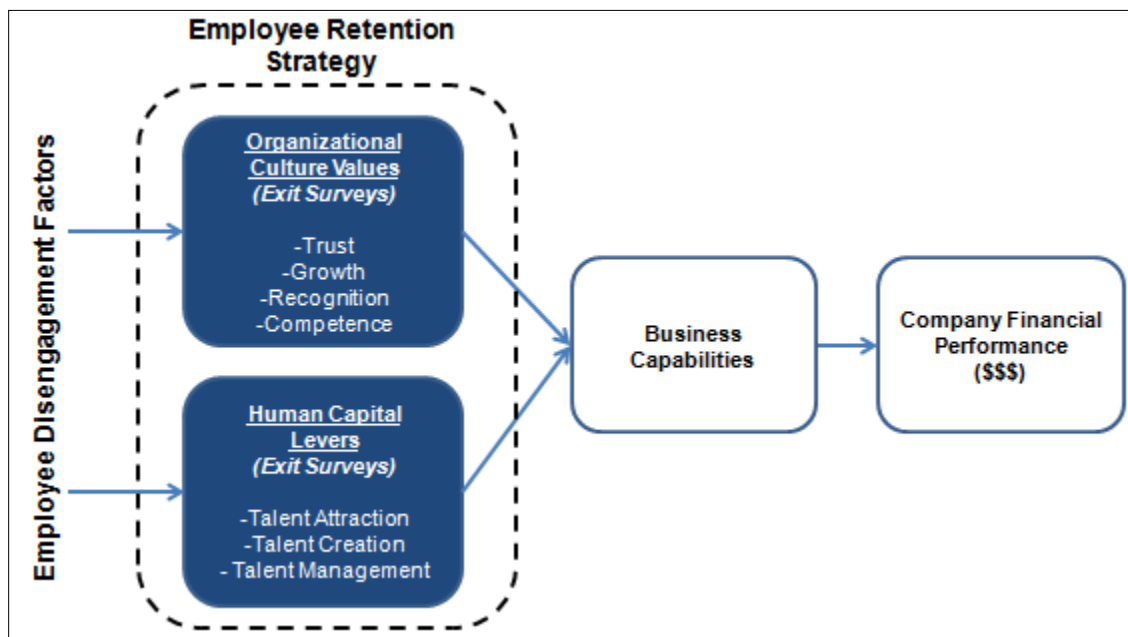 Employee Retention
Strategy
Employee Disengagement Factors
Organizational
Culture Values
(Exit Surveys)
-Trust
-Growth
-Recognition
-Competence
Human Capital
Levers
(Exit Surveys)
-Talent Attraction
-Talent Creation
- Talent Management
Business
Capabilities
Company Financial
Performance
($$$)